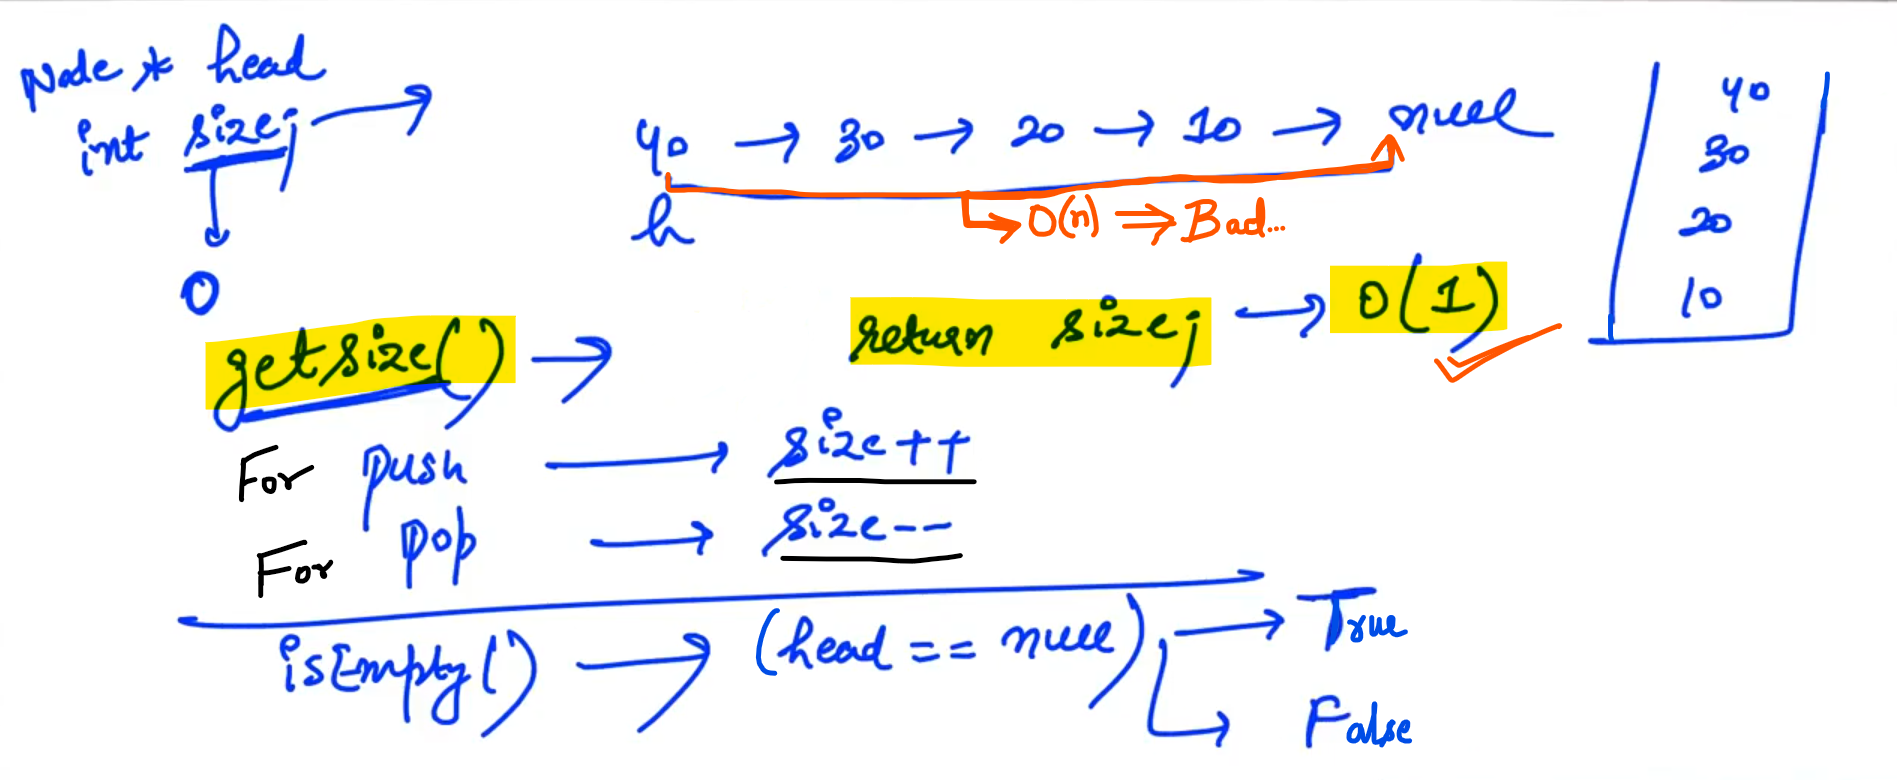 Node * head
int size; →
40 → 30 → 20 → 10 → null
h
→ O(n) ⇒ Bad...
40
30
20
10
0
getsize() → return size; → O(1)
For push → size++
For pop → size--
isEmpty() → (head == null) → True
→ False